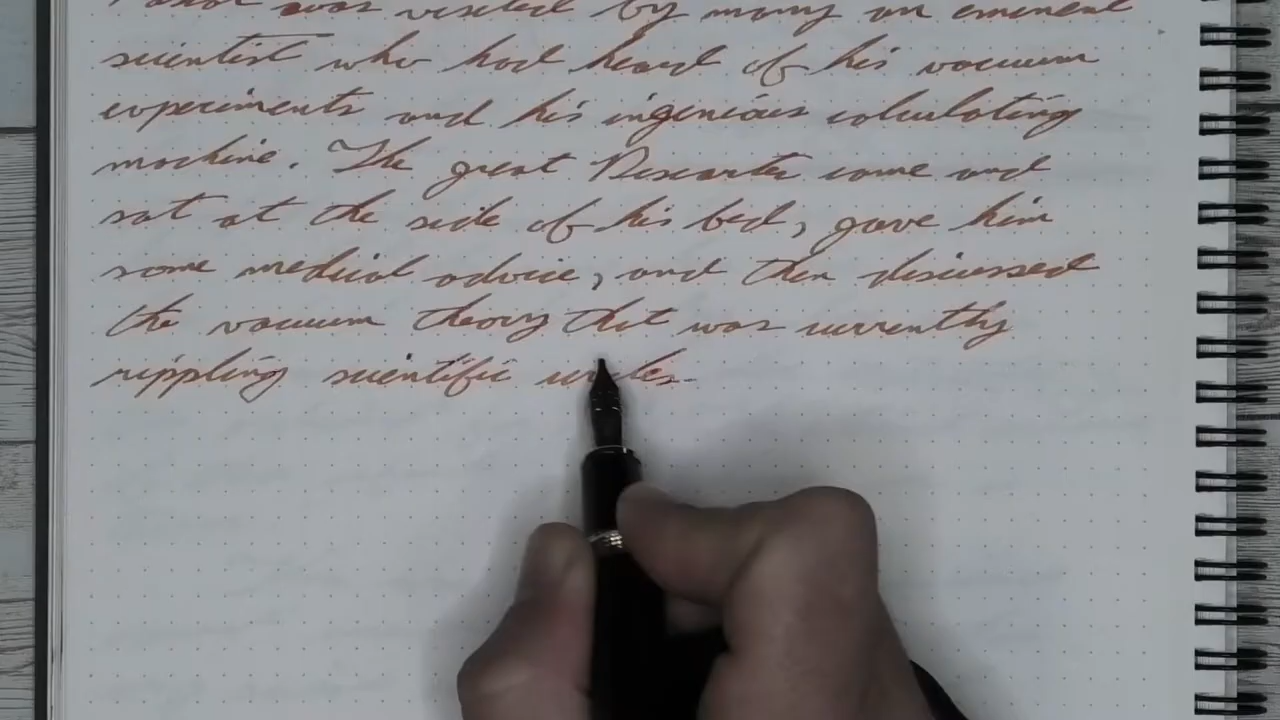 was visited by many an eminent
scientist who had heard of his vacuum
experiments and his ingenious calculating
machine. The great Descartes came and
sat at the side of his bed, gave him
some medical advice, and then discussed
the vacuum theory that was currently
rippling scientific circles.